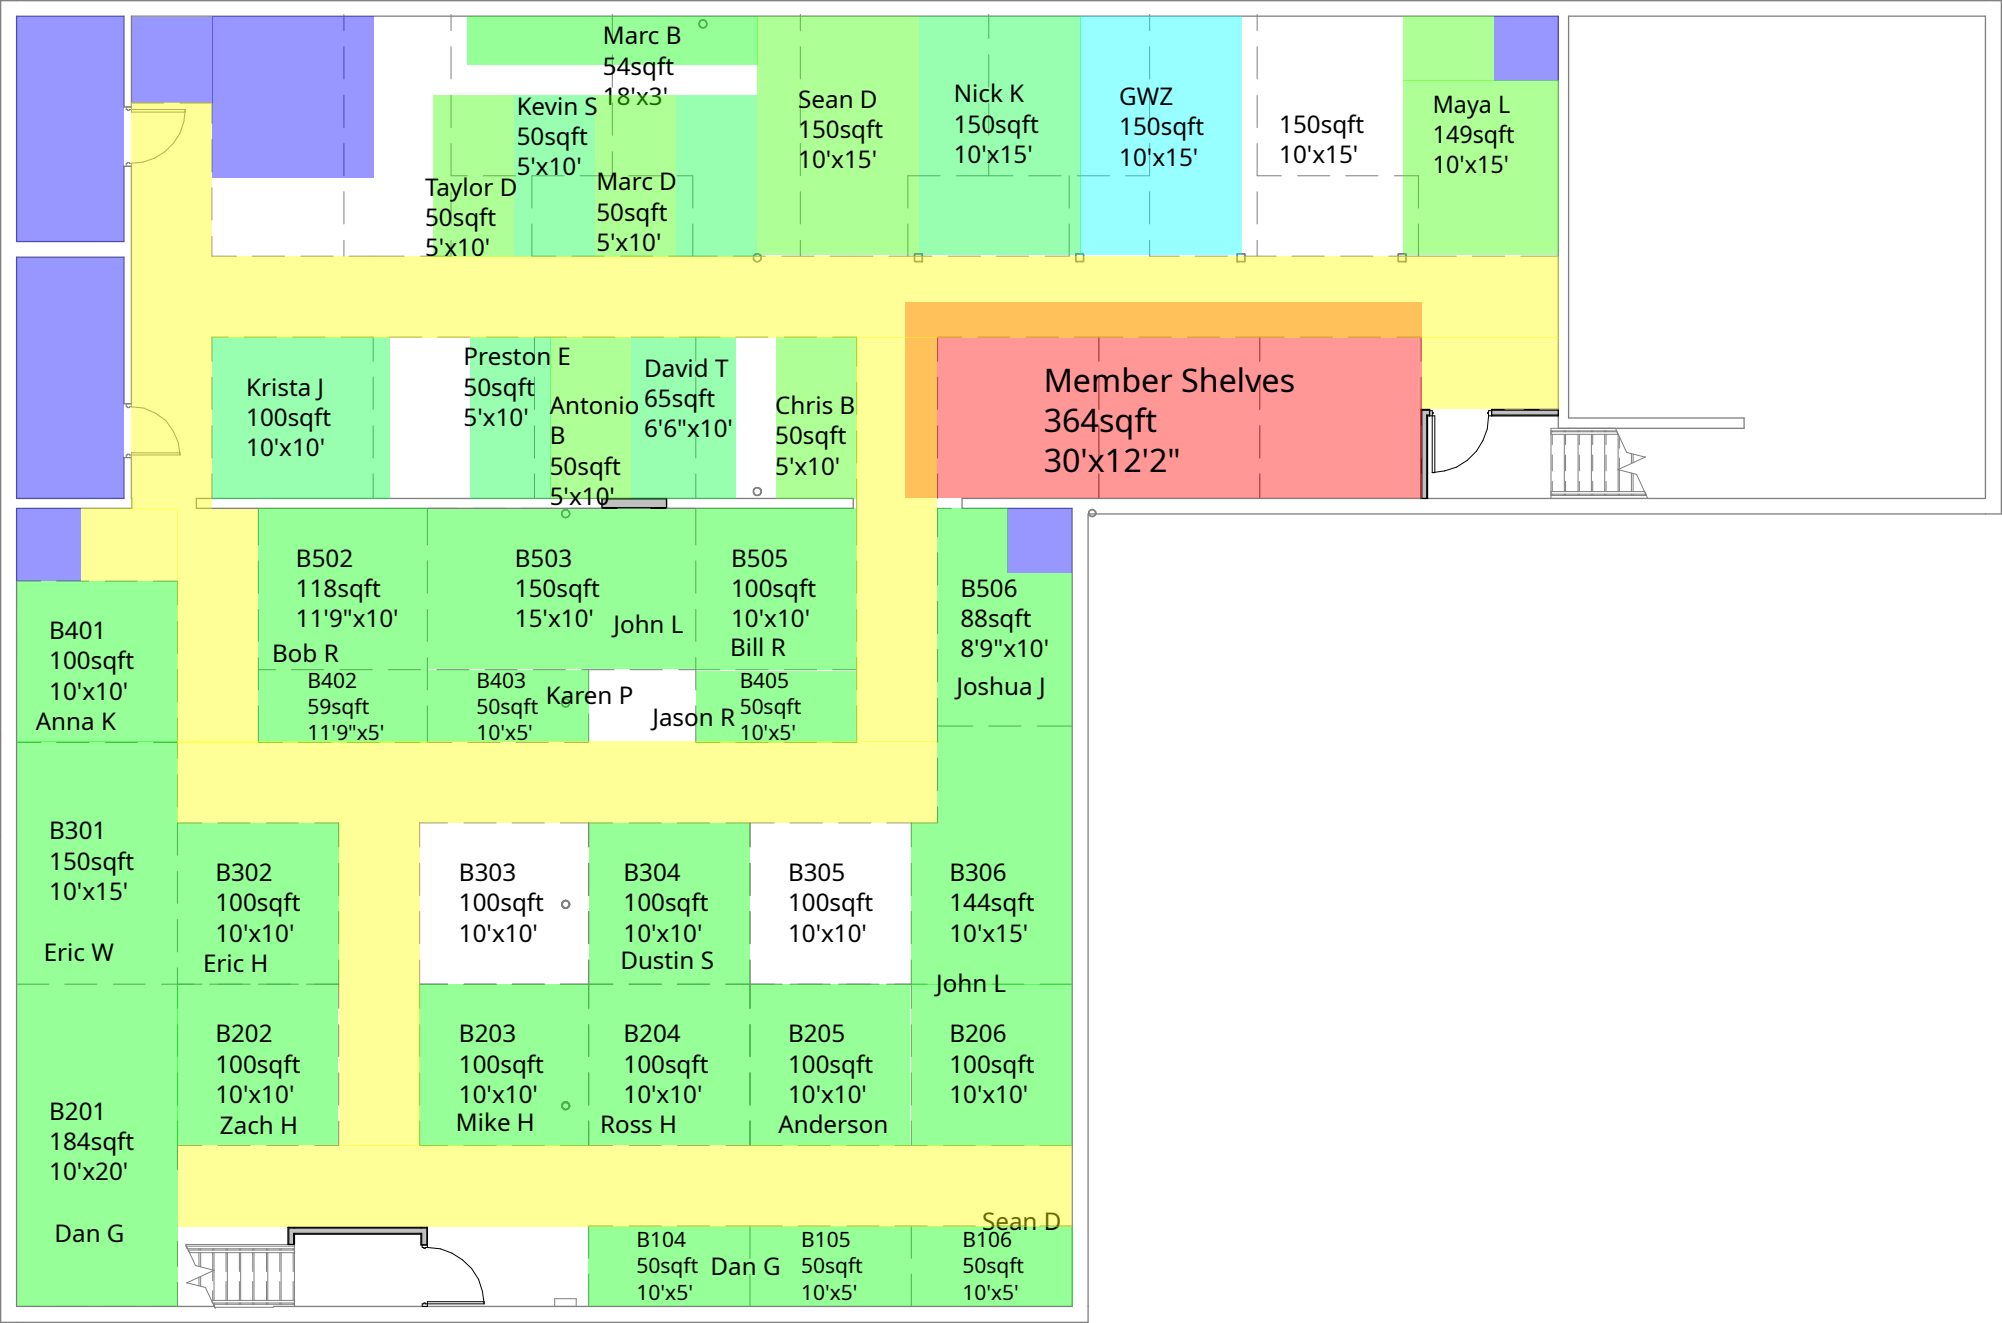 Marc B
54sqft
18'x3'
Kevin S
50sqft
5'x10'
Taylor D
50sqft
5'x10'
Marc D
50sqft
5'x10'
Sean D
150sqft
10'x15'
Nick K
150sqft
10'x15'
GWZ
150sqft
10'x15'
150sqft
10'x15'
Maya L
149sqft
10'x15'
Krista J
100sqft
10'x10'
Preston E
50sqft
5'x10'
Antonio
B
50sqft
5'x10'
David T
65sqft
6'6"x10'
Chris B
50sqft
5'x10'
Member Shelves
364sqft
30'x12'2"
B502
118sqft
11'9"x10'
Bob R
B503
150sqft
15'x10'
John L
B505
100sqft
10'x10'
Bill R
B506
88sqft
8'9"x10'
Joshua J
B401
100sqft
10'x10'
Anna K
B402
59sqft
11'9"x5'
B403
50sqft
10'x5'
Karen P
Jason R
B405
50sqft
10'x5'
B301
150sqft
10'x15'
Eric W
B302
100sqft
10'x10'
Eric H
B303
100sqft
10'x10'
B304
100sqft
10'x10'
Dustin S
B305
100sqft
10'x10'
B306
144sqft
10'x15'
John L
B201
184sqft
10'x20'
Dan G
B202
100sqft
10'x10'
Zach H
B203
100sqft
10'x10'
Mike H
B204
100sqft
10'x10'
Ross H
B205
100sqft
10'x10'
Anderson
B206
100sqft
10'x10'
Sean D
B104
50sqft
10'x5'
Dan G
B105
50sqft
10'x5'
B106
50sqft
10'x5'